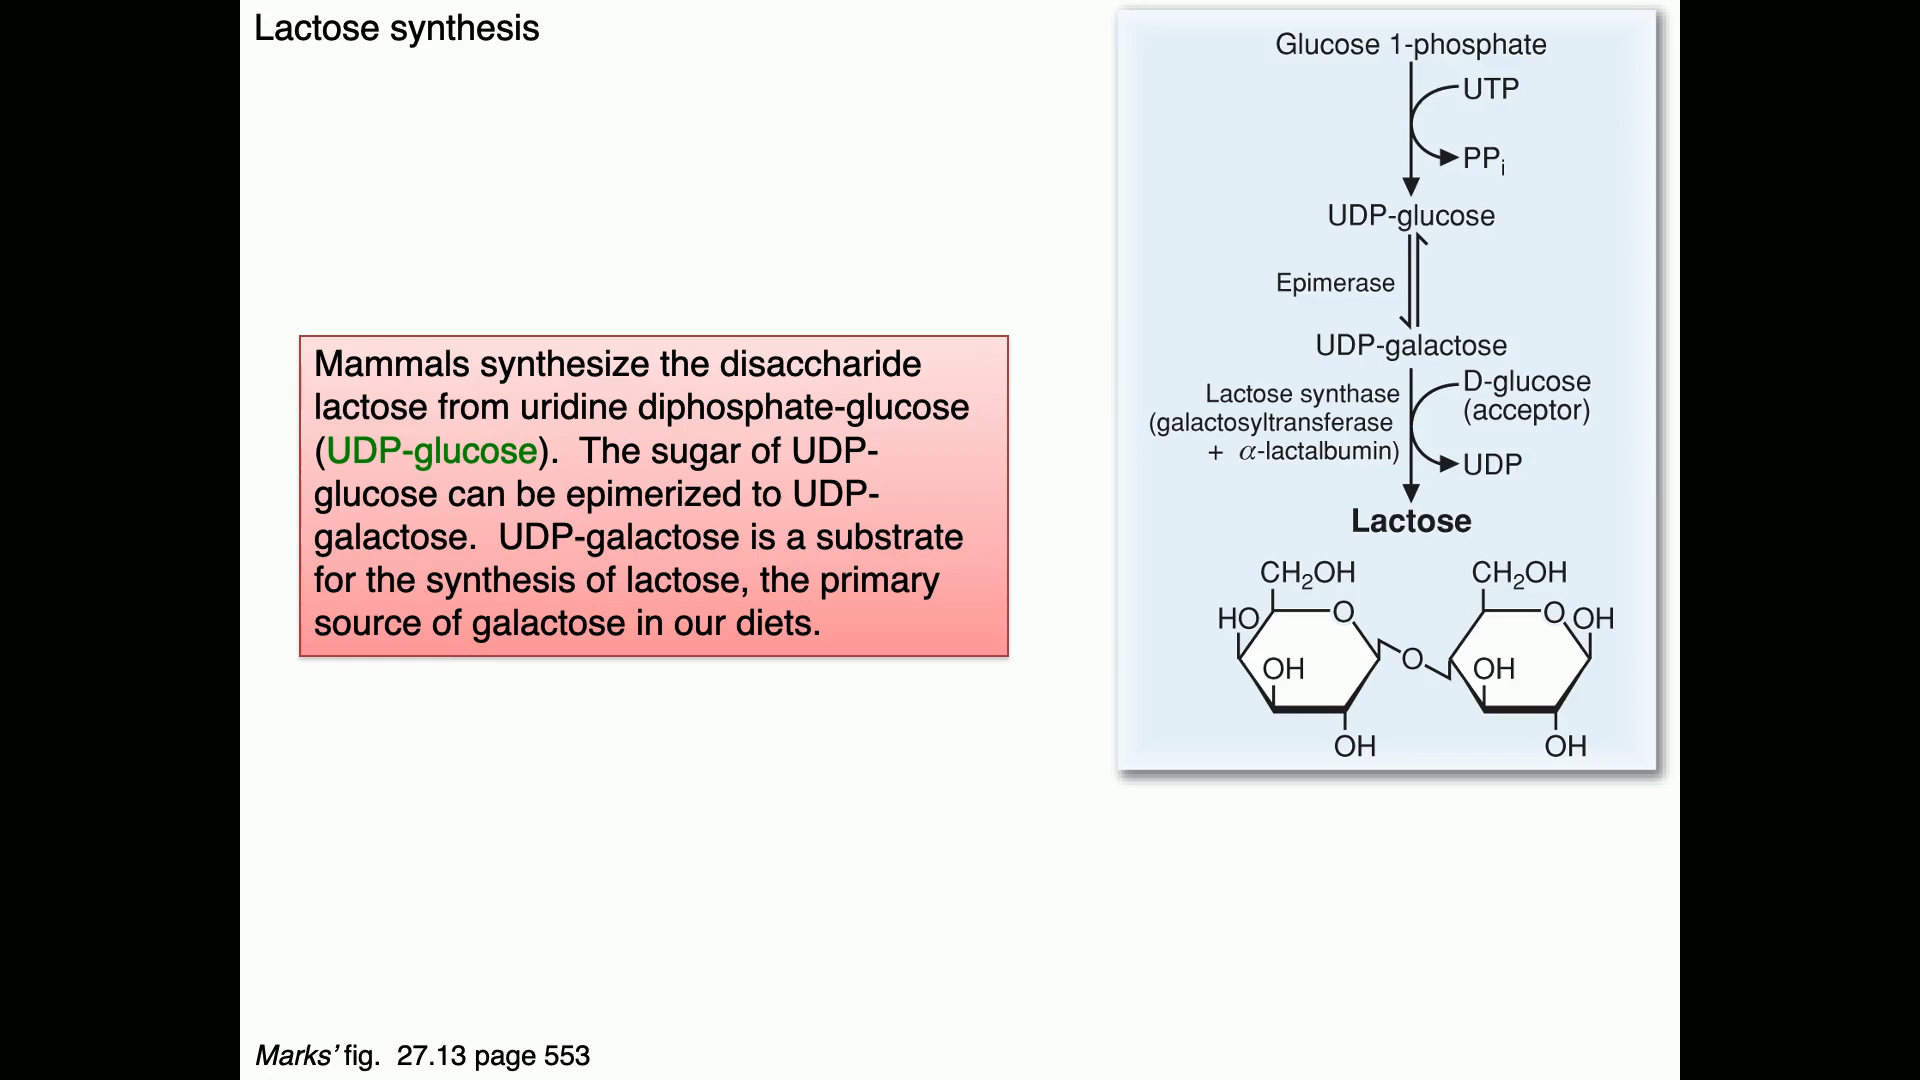 Lactose synthesis
Mammals synthesize the disaccharide
lactose from uridine diphosphate-glucose
(UDP-glucose).  The sugar of UDP-
glucose can be epimerized to UDP-
galactose.  UDP-galactose is a substrate
for the synthesis of lactose, the primary
source of galactose in our diets.
Glucose 1-phosphate
UTP
PPi
UDP-glucose
Epimerase
UDP-galactose
Lactose synthase
(galactosyltransferase
+ α-lactalbumin)
D-glucose
(acceptor)
UDP
Lactose
CH₂OH CH₂OH
HO O O OH
O
OH OH
OH OH
Marks’ fig.  27.13 page 553